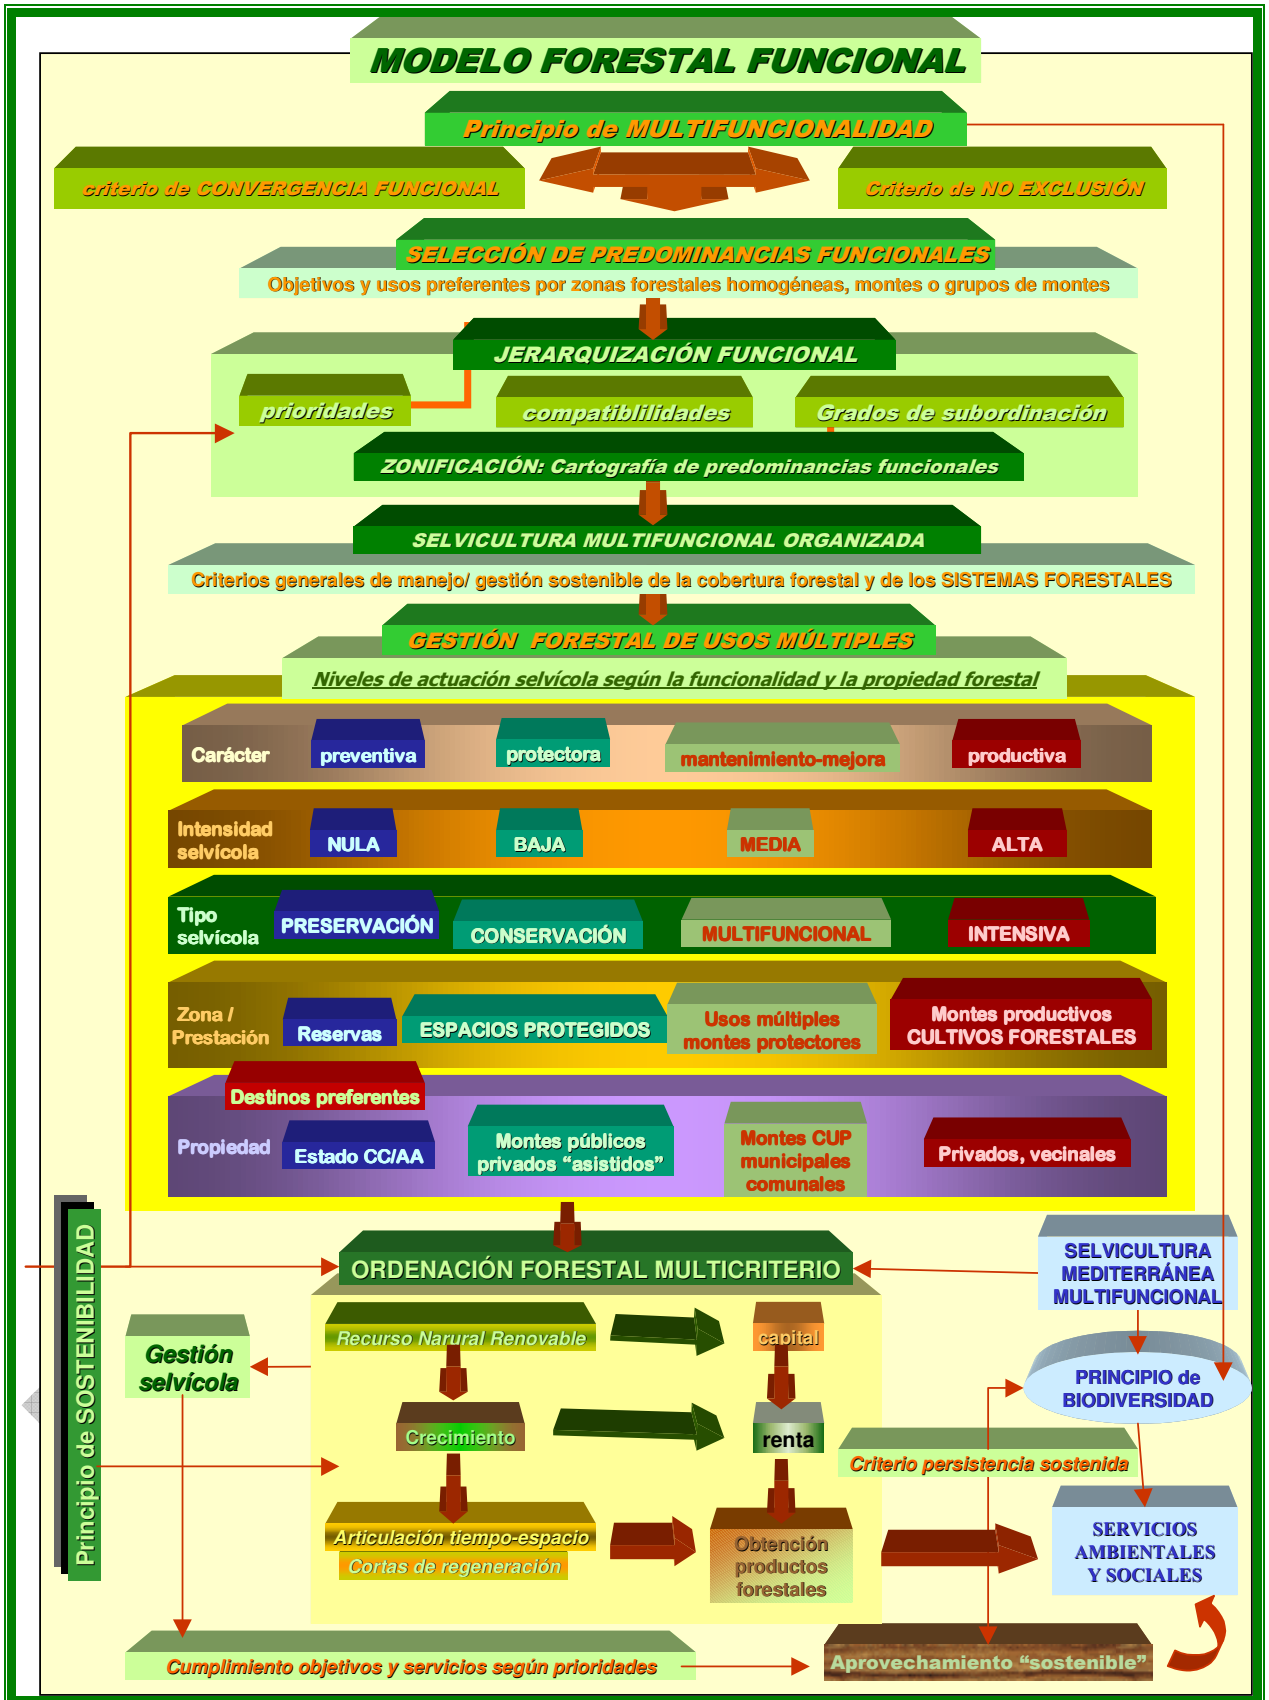 MODELO FORESTAL FUNCIONAL
Principio de MULTIFUNCIONALIDAD
criterio de CONVERGENCIA FUNCIONAL
Criterio de NO EXCLUSIÓN
SELECCIÓN DE PREDOMINANCIAS FUNCIONALES
Objetivos y usos preferentes por zonas forestales homogéneas, montes o grupos de montes
JERARQUIZACIÓN FUNCIONAL
prioridades
compatiblilidades
Grados de subordinación
ZONIFICACIÓN: Cartografía de predominancias funcionales
SELVICULTURA MULTIFUNCIONAL ORGANIZADA
Criterios generales de manejo/ gestión sostenible de la cobertura forestal y de los SISTEMAS FORESTALES
GESTIÓN FORESTAL DE USOS MÚLTIPLES
Niveles de actuación selvícola según la funcionalidad y la propiedad forestal
Carácter
preventiva
protectora
mantenimiento-mejora
productiva
Intensidad
selvícola
NULA
BAJA
MEDIA
ALTA
Tipo
selvícola
PRESERVACIÓN
CONSERVACIÓN
MULTIFUNCIONAL
INTENSIVA
Zona /
Prestación
Reservas
ESPACIOS PROTEGIDOS
Usos múltiples
montes protectores
Montes productivos
CULTIVOS FORESTALES
Destinos preferentes
Propiedad
Estado CC/AA
Montes públicos
privados “asistidos”
Montes CUP
municipales
comunales
Privados, vecinales
Principio de SOSTENIBILIDAD
ORDENACIÓN FORESTAL MULTICRITERIO
SELVICULTURA
MEDITERRÁNEA
MULTIFUNCIONAL
Recurso Narural Renovable
capital
Gestión
selvícola
PRINCIPIO de
BIODIVERSIDAD
Crecimiento
renta
Criterio persistencia sostenida
Articulación tiempo-espacio
Cortas de regeneración
Obtención
productos
forestales
SERVICIOS
AMBIENTALES
Y SOCIALES
Cumplimiento objetivos y servicios según prioridades
Aprovechamiento “sostenible”